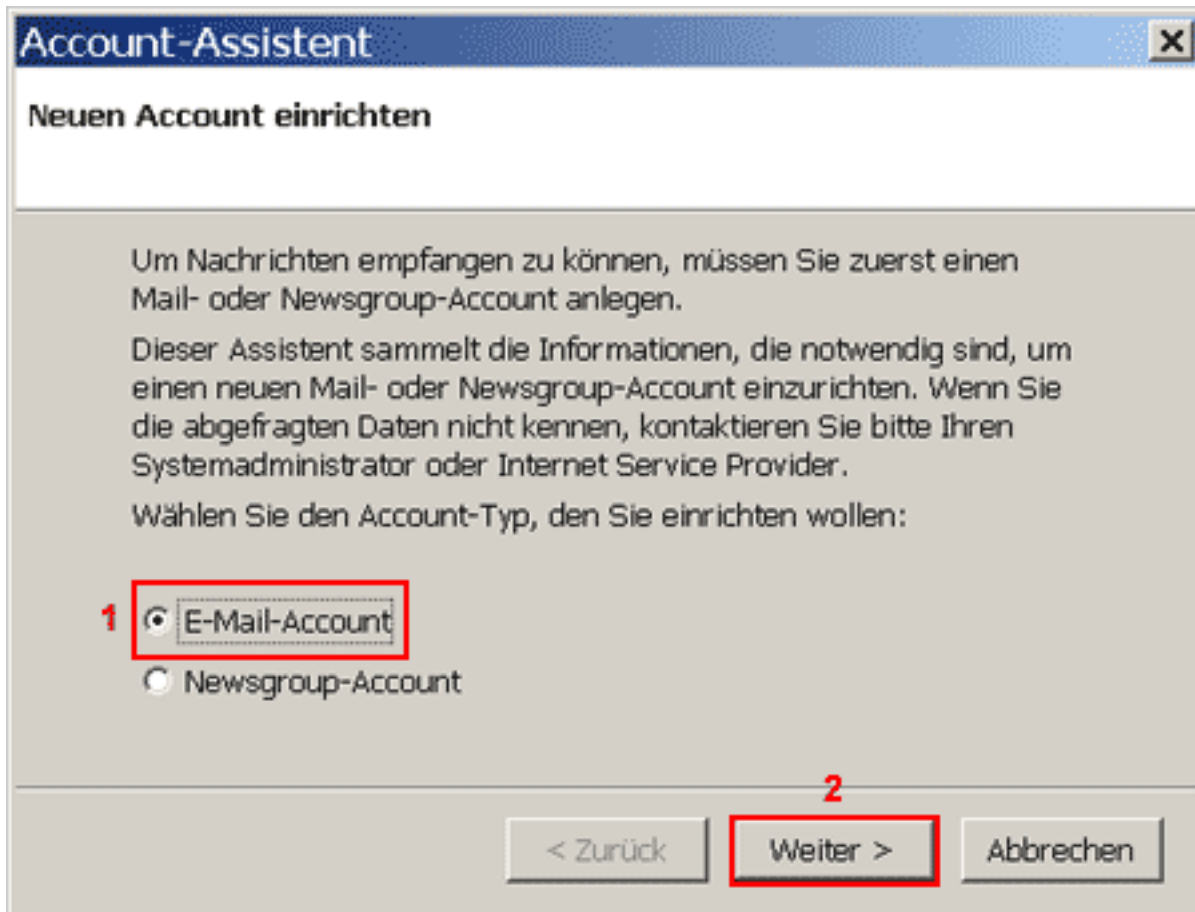 Account-Assistent
Neuen Account einrichten
Um Nachrichten empfangen zu können, müssen Sie zuerst einen
Mail- oder Newsgroup-Account anlegen.
Dieser Assistent sammelt die Informationen, die notwendig sind, um
einen neuen Mail- oder Newsgroup-Account einzurichten. Wenn Sie
die abgefragten Daten nicht kennen, kontaktieren Sie bitte Ihren
Systemadministrator oder Internet Service Provider.
Wählen Sie den Account-Typ, den Sie einrichten wollen:
1 E-Mail-Account
Newsgroup-Account
2
< Zurück Weiter > Abbrechen